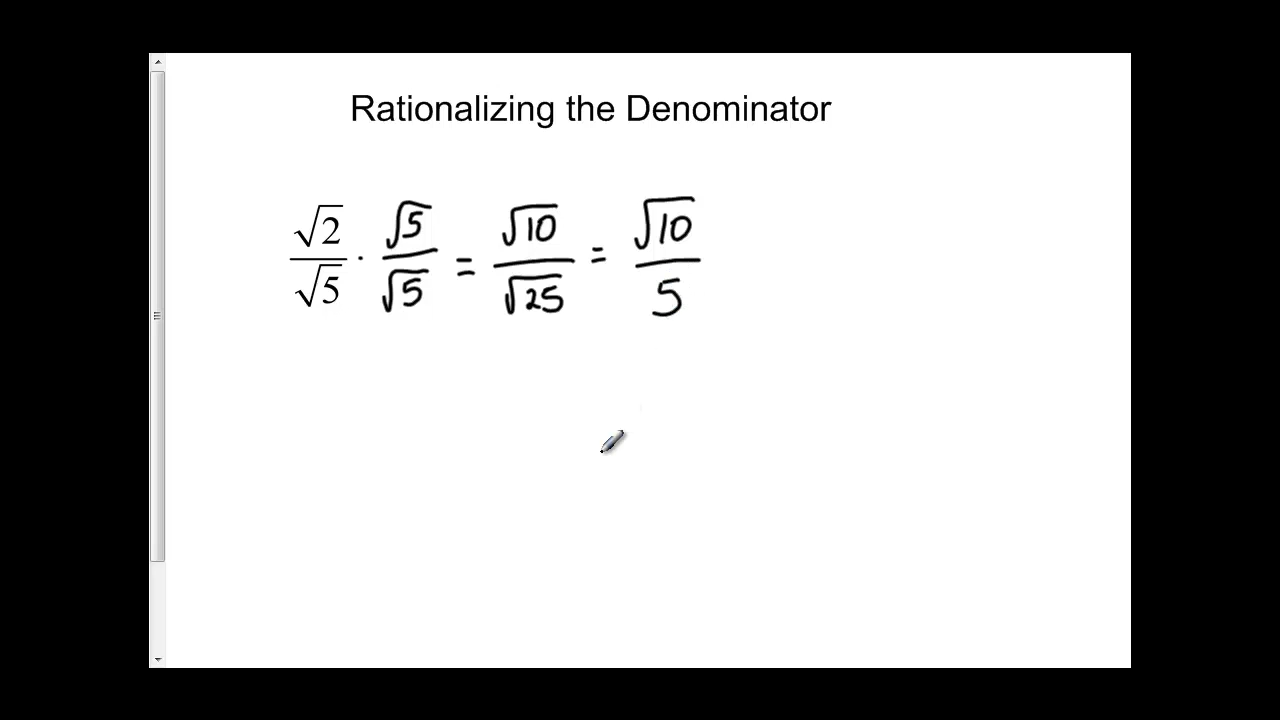 Rationalizing the Denominator
√2/√5 · √5/√5 = √10/√25 = √10/5